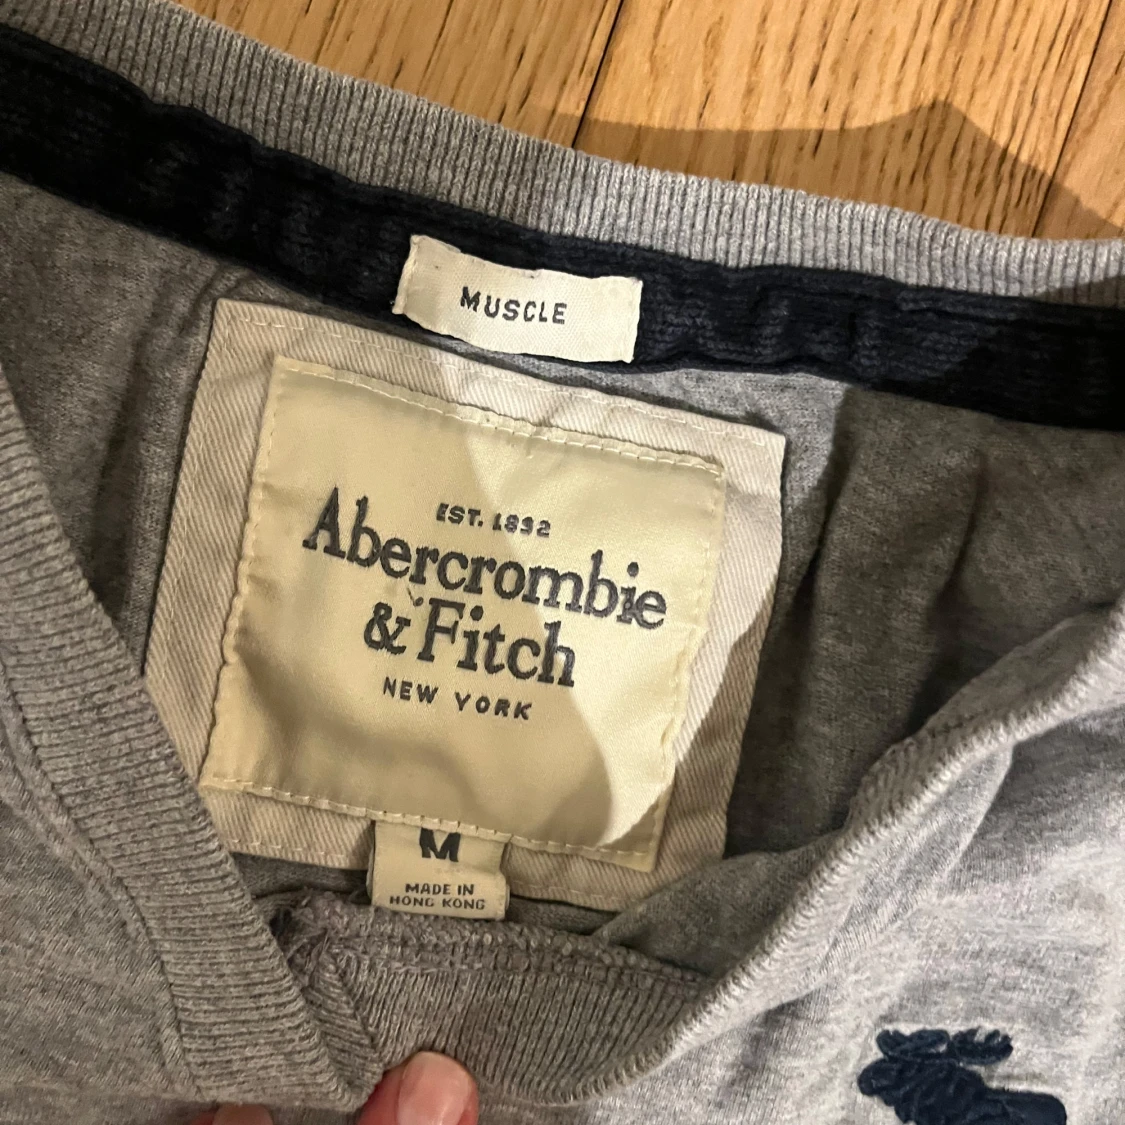 MUSCLE
EST. 1892
Abercrombie
& Fitch
NEW YORK
M
MADE IN
HONG KONG